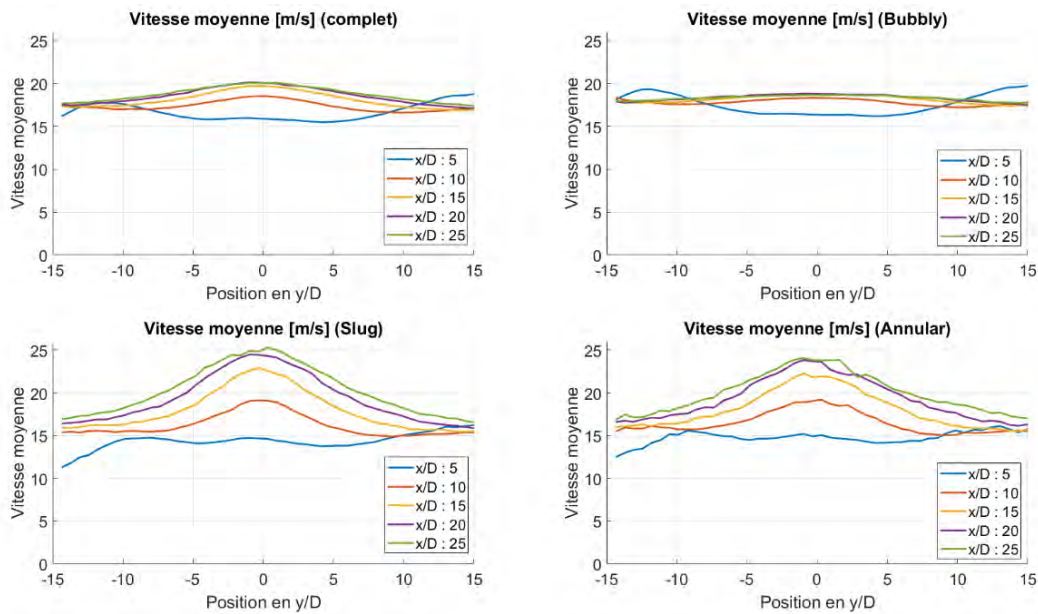 Vitesse moyenne [m/s] (complet)
25
20
15
10
5
0
Vitesse moyenne
x/D : 5
x/D : 10
x/D : 15
x/D : 20
x/D : 25
-15 -10 -5 0 5 10 15
Position en y/D
Vitesse moyenne [m/s] (Bubbly)
25
20
15
10
5
0
Vitesse moyenne
x/D : 5
x/D : 10
x/D : 15
x/D : 20
x/D : 25
-15 -10 -5 0 5 10 15
Position en y/D
Vitesse moyenne [m/s] (Slug)
25
20
15
10
5
0
Vitesse moyenne
x/D : 5
x/D : 10
x/D : 15
x/D : 20
x/D : 25
-15 -10 -5 0 5 10 15
Position en y/D
Vitesse moyenne [m/s] (Annular)
25
20
15
10
5
0
Vitesse moyenne
x/D : 5
x/D : 10
x/D : 15
x/D : 20
x/D : 25
-15 -10 -5 0 5 10 15
Position en y/D